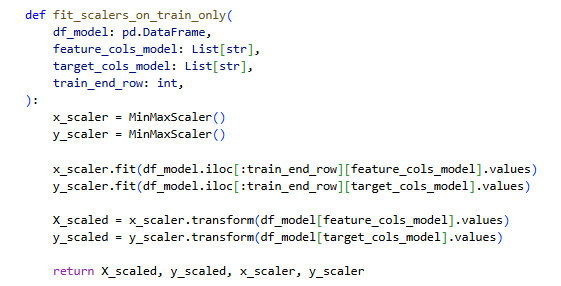 def fit_scalers_on_train_only(
    df_model: pd.DataFrame,
    feature_cols_model: List[str],
    target_cols_model: List[str],
    train_end_row: int,
):
    x_scaler = MinMaxScaler()
    y_scaler = MinMaxScaler()

    x_scaler.fit(df_model.iloc[:train_end_row][feature_cols_model].values)
    y_scaler.fit(df_model.iloc[:train_end_row][target_cols_model].values)

    X_scaled = x_scaler.transform(df_model[feature_cols_model].values)
    y_scaled = y_scaler.transform(df_model[target_cols_model].values)

    return X_scaled, y_scaled, x_scaler, y_scaler